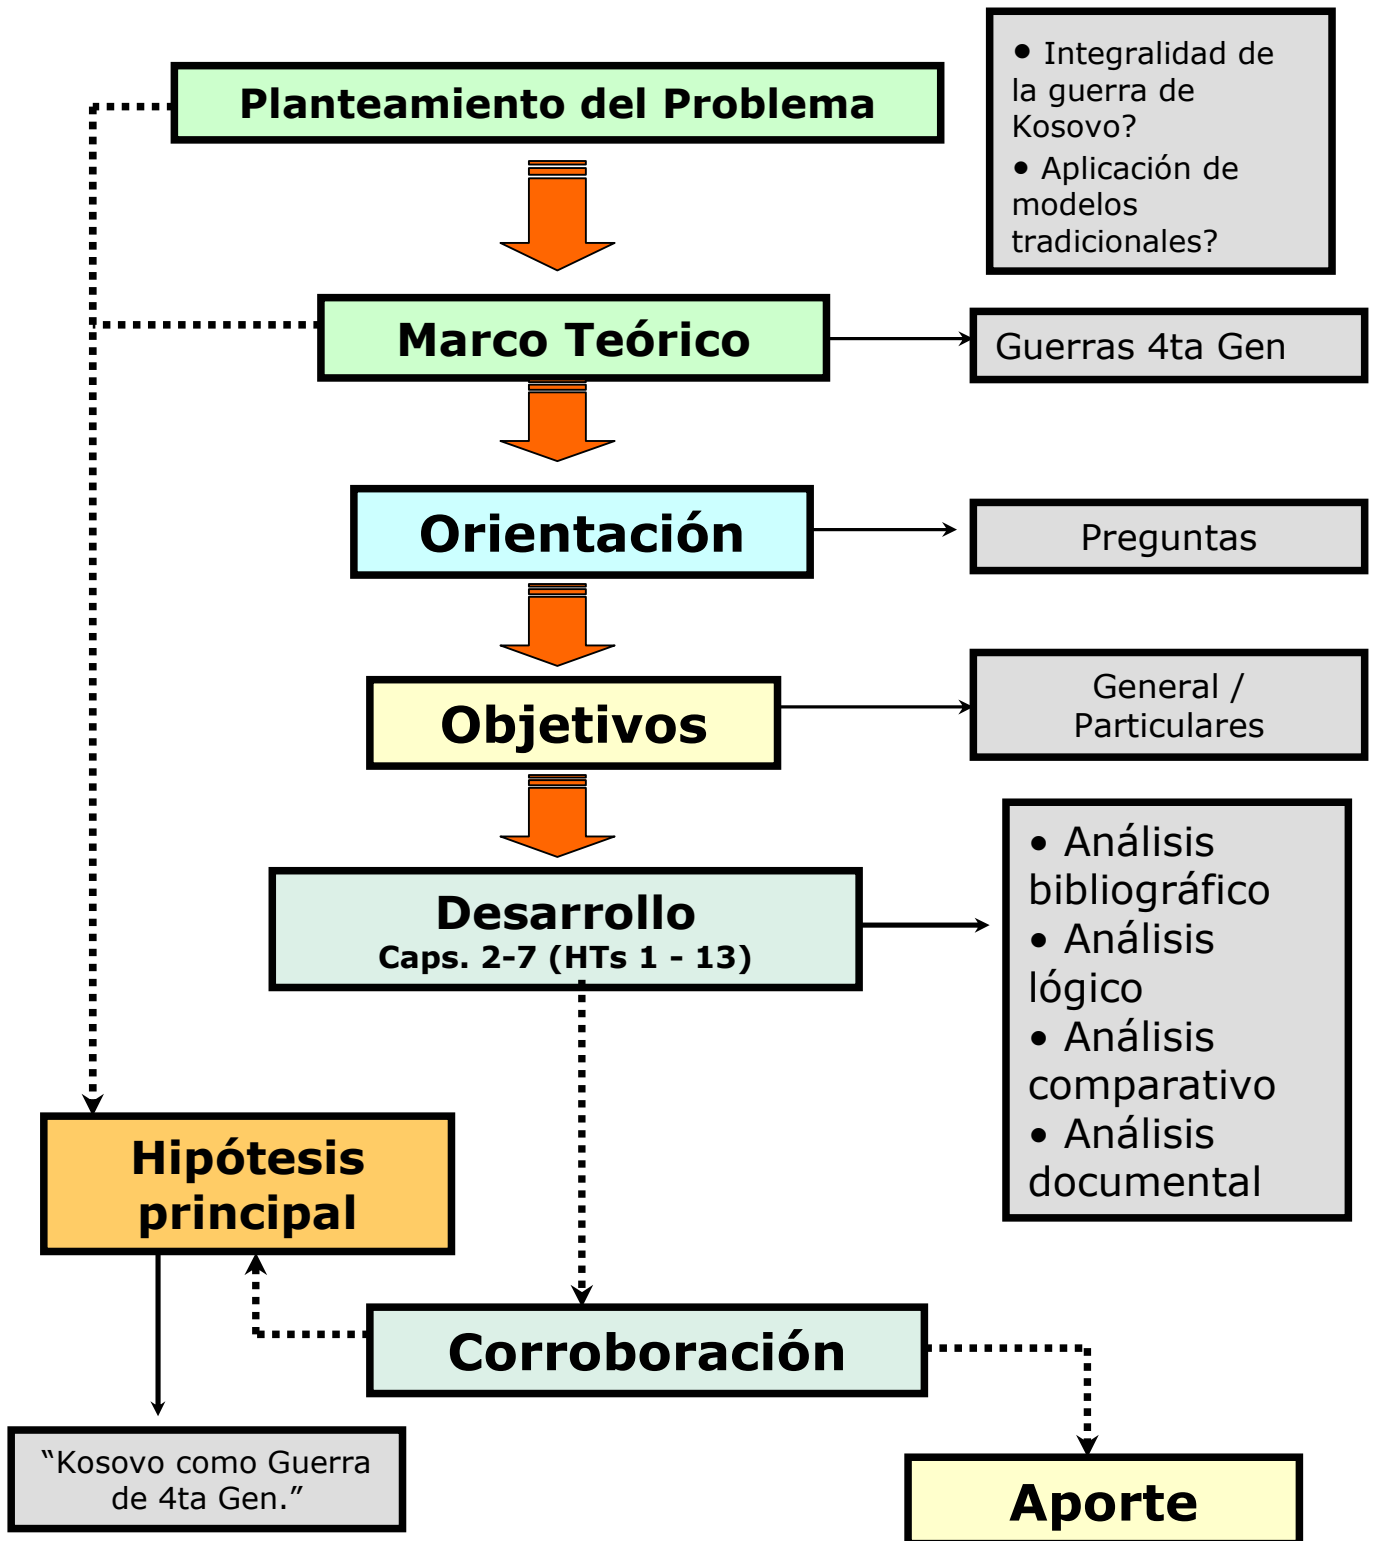 Planteamiento del Problema
• Integralidad de
la guerra de
Kosovo?
• Aplicación de
modelos
tradicionales?
Marco Teórico
Guerras 4ta Gen
Orientación
Preguntas
Objetivos
General /
Particulares
Desarrollo
Caps. 2-7 (HTs 1 - 13)
• Análisis
bibliográfico
• Análisis
lógico
• Análisis
comparativo
• Análisis
documental
Hipótesis
principal
Corroboración
“Kosovo como Guerra
de 4ta Gen.”
Aporte